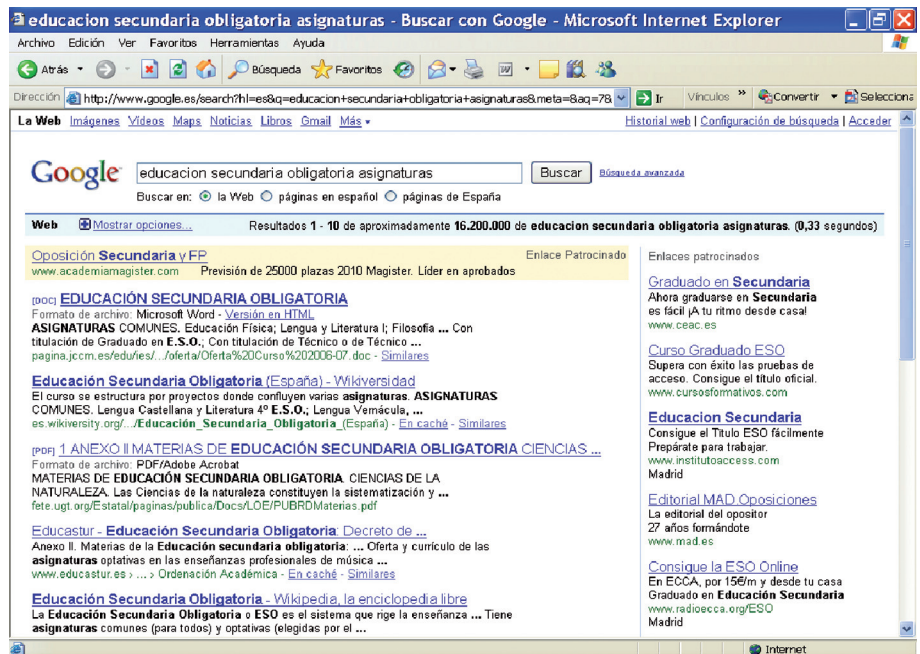 educacion secundaria obligatoria asignaturas - Buscar con Google - Microsoft Internet Explorer
Archivo Edición Ver Favoritos Herramientas Ayuda
Atrás Búsqueda Favoritos
Dirección http://www.google.es/search?hl=es&q=educacion+secundaria+obligatoria+asignaturas&meta=&aq=7& Ir Vínculos » Convertir Selecciona
La Web Imágenes Vídeos Maps Noticias Libros Gmail Más Historial web | Configuración de búsqueda | Acceder
Google educacion secundaria obligatoria asignaturas Buscar Búsqueda avanzada
Buscar en: la Web páginas en español páginas de España
Web Mostrar opciones... Resultados 1 - 10 de aproximadamente 16.200.000 de educacion secundaria obligatoria asignaturas. (0,33 segundos)
Oposición Secundaria y FP Enlace Patrocinado
www.academiamagister.com Previsión de 25000 plazas 2010 Magister. Líder en aprobados
[DOC] EDUCACIÓN SECUNDARIA OBLIGATORIA
Formato de archivo: Microsoft Word - Versión en HTML
ASIGNATURAS COMUNES. Educación Física; Lengua y Literatura I; Filosofía ... Con
titulación de Graduado en E.S.O.; Con titulación de Técnico o de Técnico ...
pagina.jccm.es/edu/ies/.../oferta/Oferta%20Curso%202006-07.doc - Similares
Educación Secundaria Obligatoria (España) - Wikiversidad
El curso se estructura por proyectos donde confluyen varias asignaturas. ASIGNATURAS
COMUNES. Lengua Castellana y Literatura 4º E.S.O.; Lengua Vernácula, ...
es.wikiversity.org/.../Educación_Secundaria_Obligatoria_(España) - En caché - Similares
[PDF] 1 ANEXO II MATERIAS DE EDUCACIÓN SECUNDARIA OBLIGATORIA CIENCIAS ...
Formato de archivo: PDF/Adobe Acrobat
MATERIAS DE EDUCACIÓN SECUNDARIA OBLIGATORIA. CIENCIAS DE LA
NATURALEZA. Las Ciencias de la naturaleza constituyen la sistematización y ...
fete.ugt.org/Estatal/paginas/publica/Docs/LOE/PUBRDMaterias.pdf
Educastur - Educación Secundaria Obligatoria: Decreto de ...
Anexo II. Materias de la Educación secundaria obligatoria: ... Oferta y currículo de las
asignaturas optativas en las enseñanzas profesionales de música ...
www.educastur.es › ... › Ordenación Académica - En caché - Similares
Educación Secundaria Obligatoria - Wikipedia, la enciclopedia libre
La Educación Secundaria Obligatoria o ESO es el sistema que rige la enseñanza ... Tiene
asignaturas comunes (para todos) y optativas (elegidas por el ...
Enlaces patrocinados
Graduado en Secundaria
Ahora graduarse en Secundaria
es fácil ¡A tu ritmo desde casa!
www.ceac.es
Curso Graduado ESO
Supera con éxito las pruebas de
acceso. Consigue el título oficial.
www.cursosformativos.com
Educacion Secundaria
Consigue el Titulo ESO fácilmente
Prepárate para trabajar.
www.institutoaccess.com
Madrid
Editorial MAD.Oposiciones
La editorial del opositor
27 años formándote
www.mad.es
Consigue la ESO Online
En ECCA, por 15€/m y desde tu casa
Graduado en Educación Secundaria
www.radioecca.org/ESO
Madrid
Internet